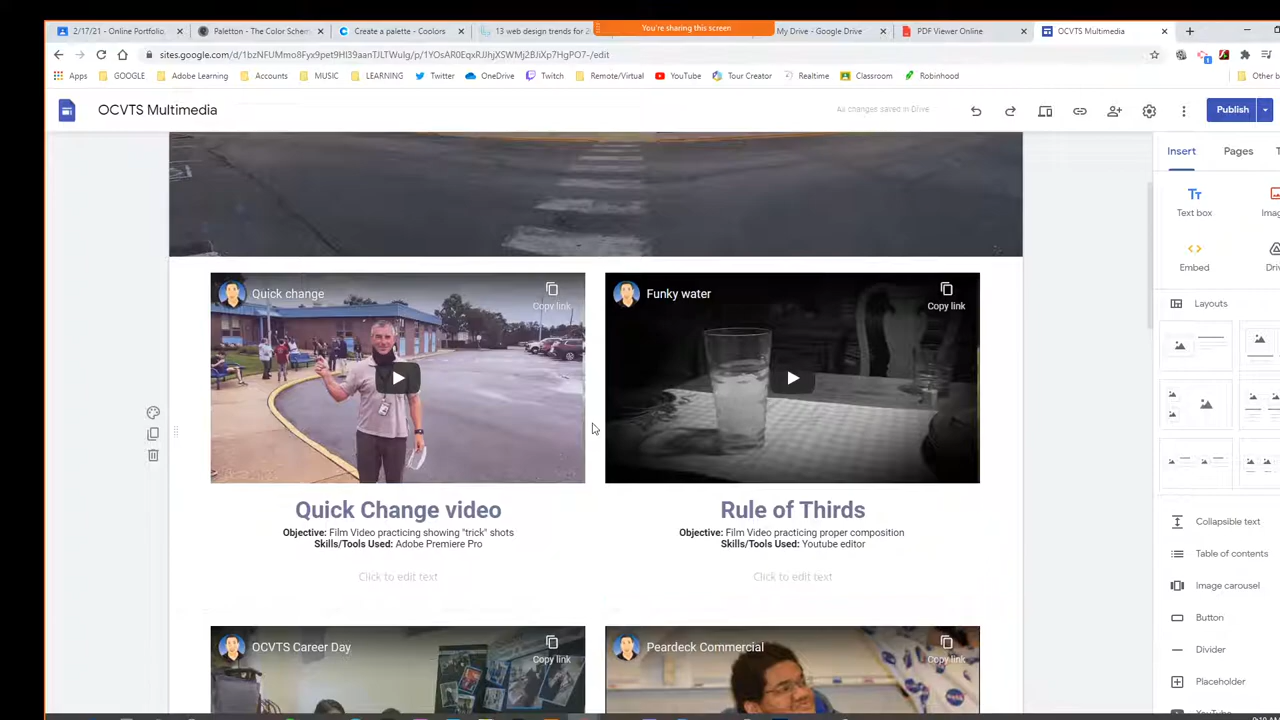 You're sharing this screen
2/17/21 - Online Portfolio,
Paletton - The Color Schem
Create a palette - Coolors
13 web design trends for 2
My Drive - Google Drive
PDF Viewer Online
OCVTS Multimedia
sites.google.com/d/1bzNFUMmo8Fyx9pet9HI39aanTJLTWuIg/p/1YOsAR0EqxRJJhjXSWMj2BJiXp7HgPO7-/edit
Apps
GOOGLE
Adobe Learning
Accounts
MUSIC
LEARNING
Twitter
OneDrive
Twitch
Remote/Virtual
YouTube
Tour Creator
Realtime
Classroom
Robinhood
Other b
OCVTS Multimedia
All changes saved in Drive
Publish
Insert
Pages
T
Text box
Imag
Embed
Driv
Layouts
Quick change
Copy link
Funky water
Copy link
Quick Change video
Objective: Film Video practicing showing "trick" shots
Skills/Tools Used: Adobe Premiere Pro
Click to edit text
Rule of Thirds
Objective: Film Video practicing proper composition
Skills/Tools Used: Youtube editor
Click to edit text
OCVTS Career Day
Copy link
Peardeck Commercial
Copy link
Collapsible text
Table of contents
Image carousel
Button
Divider
Placeholder
YouTube